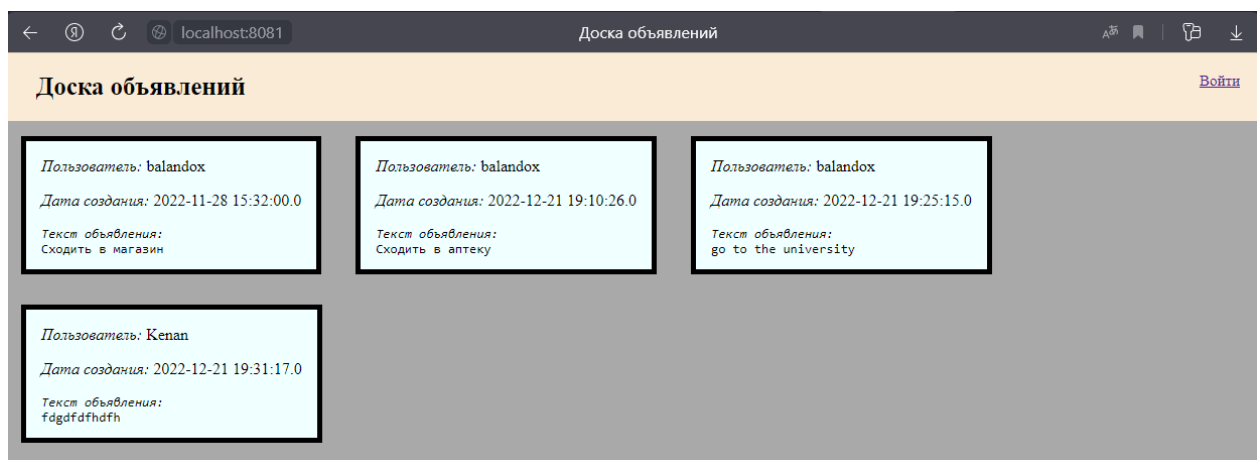 localhost:8081 Доска объявлений
Доска объявлений
Войти
Пользователь: balandox
Дата создания: 2022-11-28 15:32:00.0
Текст объявления:
Сходить в магазин
Пользователь: balandox
Дата создания: 2022-12-21 19:10:26.0
Текст объявления:
Сходить в аптеку
Пользователь: balandox
Дата создания: 2022-12-21 19:25:15.0
Текст объявления:
go to the university
Пользователь: Kenan
Дата создания: 2022-12-21 19:31:17.0
Текст объявления:
fdgdfdfhdfh